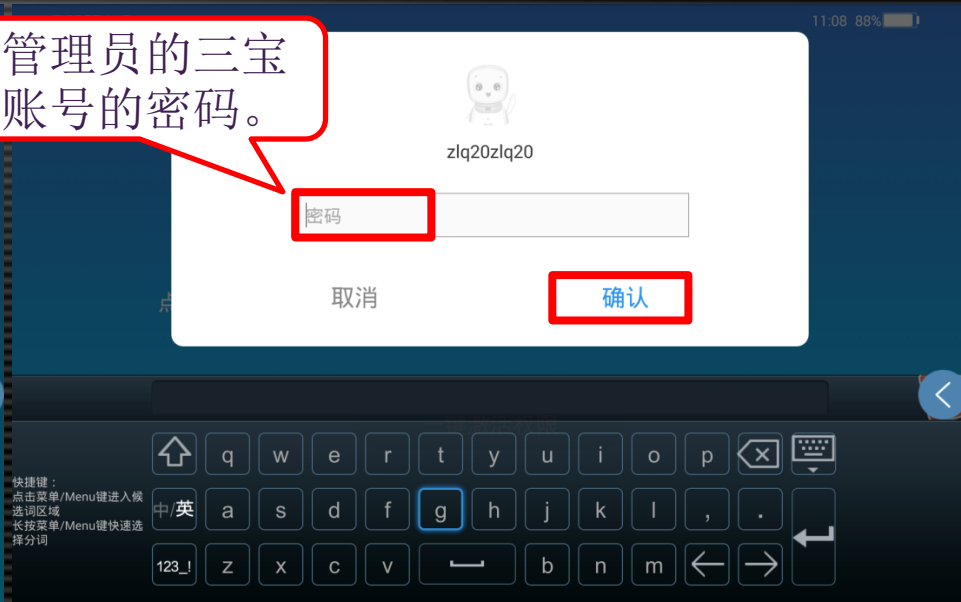 11:08 88%
管理员的三宝
账号的密码。
zlq20zlq20
密码
取消
确认
点
q w e r t y u i o p
快捷键：
点击菜单/Menu键进入候
选词区域
长按菜单/Menu键快速选
择分词
中/英 a s d f g h j k l , .
123_! z x c v b n m